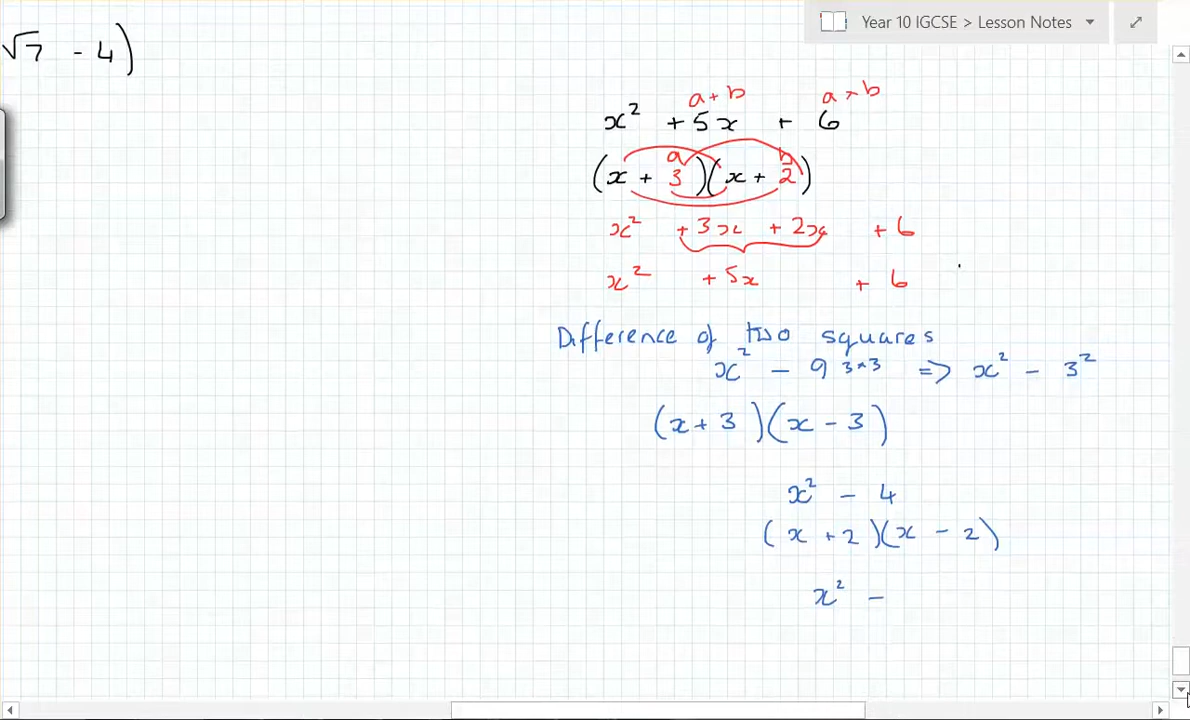 Year 10 IGCSE > Lesson Notes
√7 - 4)
a + b a × b
x² + 5x + 6
a b
(x + 3)(x + 2)
x² + 3x + 2x + 6
x² + 5x + 6
Difference of two squares
x² - 9 3×3 => x² - 3²
(x + 3)(x - 3)
x² - 4
(x + 2)(x - 2)
x² -